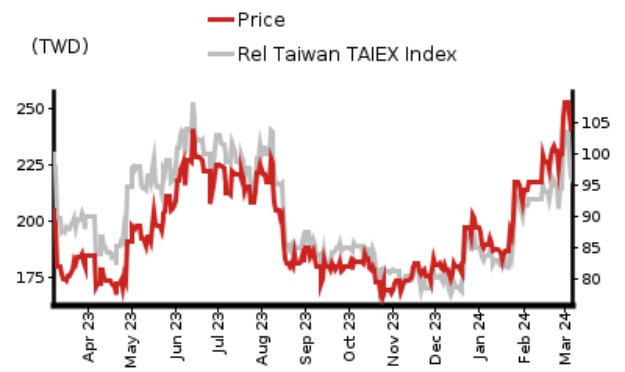 Price
(TWD)
Rel Taiwan TAIEX Index
250
225
200
175
105
100
95
90
85
80
Apr 23
May 23
Jun 23
Jul 23
Aug 23
Sep 23
Oct 23
Nov 23
Dec 23
Jan 24
Feb 24
Mar 24